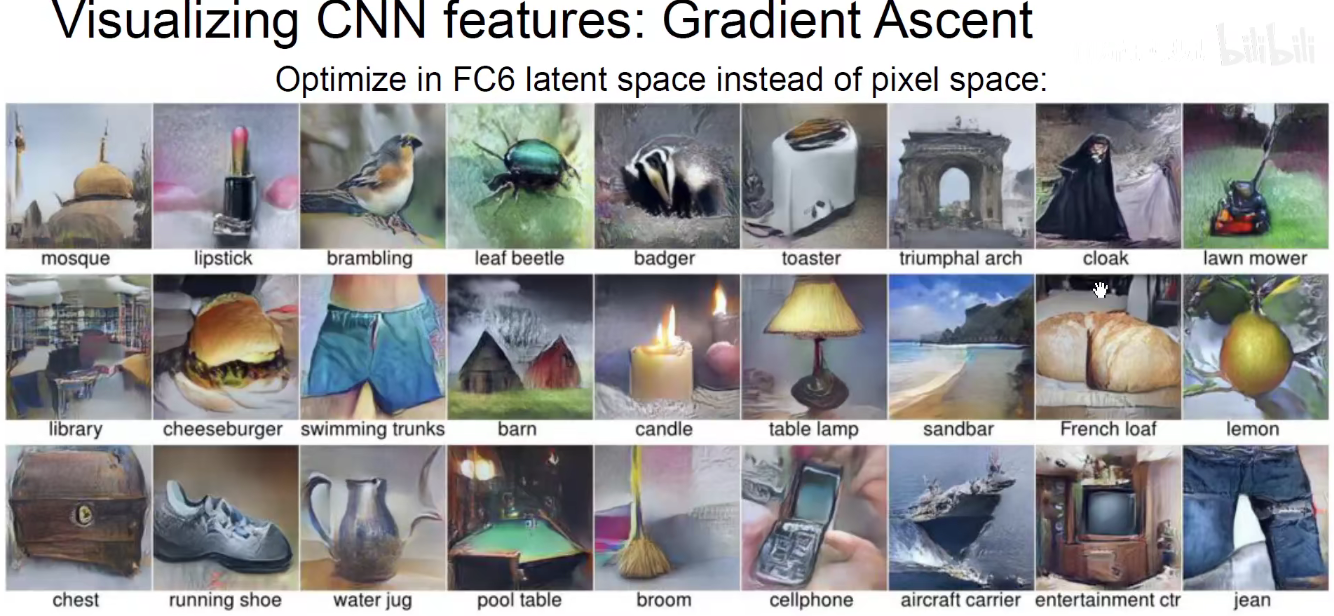 Visualizing CNN features: Gradient Ascent
bilibili
Optimize in FC6 latent space instead of pixel space:
mosque lipstick brambling leaf beetle badger toaster triumphal arch cloak lawn mower
library cheeseburger swimming trunks barn candle table lamp sandbar French loaf lemon
chest running shoe water jug pool table broom cellphone aircraft carrier entertainment ctr jean